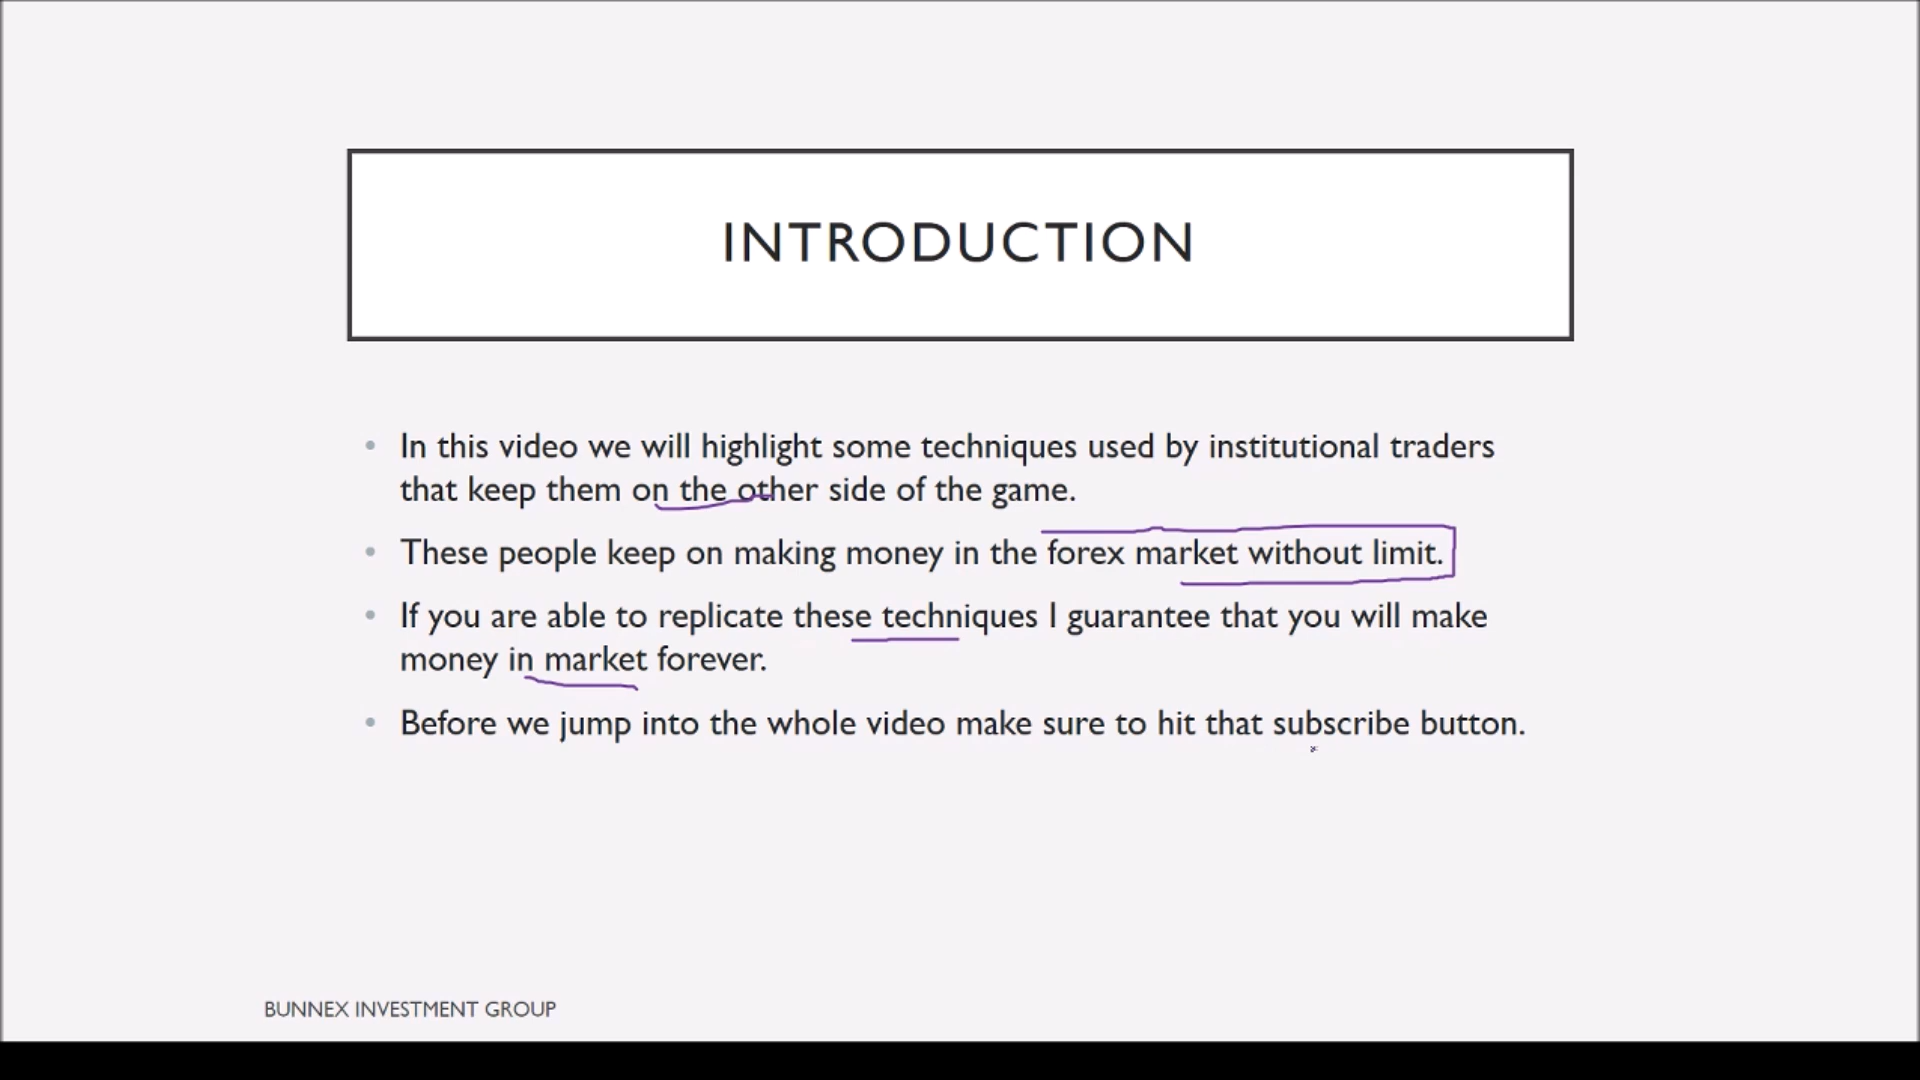 INTRODUCTION
• In this video we will highlight some techniques used by institutional traders
that keep them on the other side of the game.
• These people keep on making money in the forex market without limit.
• If you are able to replicate these techniques I guarantee that you will make
money in market forever.
• Before we jump into the whole video make sure to hit that subscribe button.
BUNNEX INVESTMENT GROUP